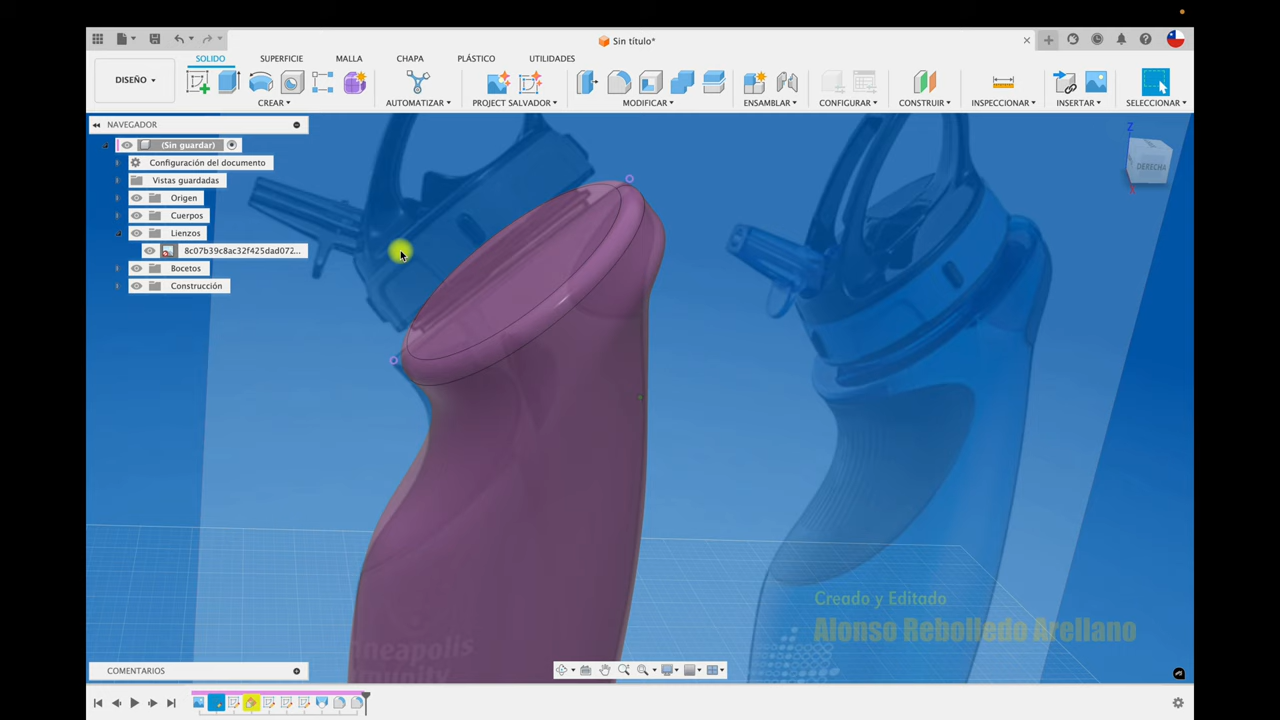 Sin título*
DISEÑO
SOLIDO
SUPERFICIE
MALLA
CHAPA
PLÁSTICO
UTILIDADES
CREAR
AUTOMATIZAR
PROJECT SALVADOR
MODIFICAR
ENSAMBLAR
CONFIGURAR
CONSTRUIR
INSPECCIONAR
INSERTAR
SELECCIONAR
NAVEGADOR
(Sin guardar)
Configuración del documento
Vistas guardadas
Origen
Cuerpos
Lienzos
8c07b39c8ac32f425dad072...
Bocetos
Construcción
Z
DERECHA
X
neapolis
munity
Creado y Editado
Alonso Rebolledo Arellano
COMENTARIOS